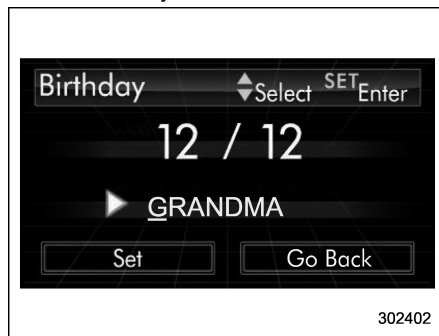 Birthday Select SET Enter
12 / 12
GRANDMA
Set Go Back
302402